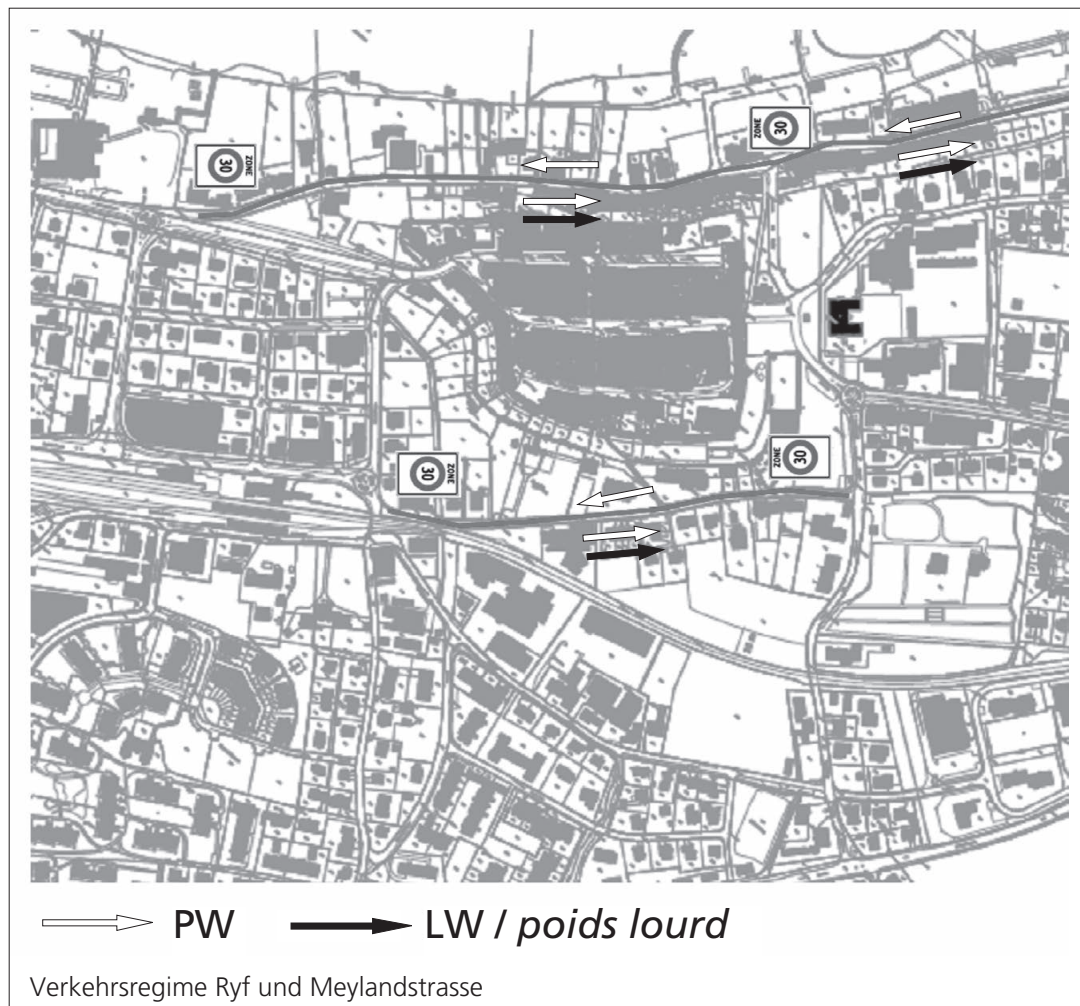 ZONE
30
ZONE
30
ZONE
30
ZONE
30
PW
LW / poids lourd
Verkehrsregime Ryf und Meylandstrasse